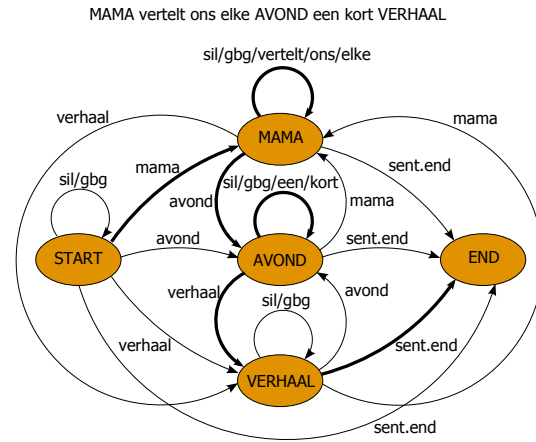 MAMA vertelt ons elke AVOND een kort VERHAAL
sil/gbg/vertelt/ons/elke
verhaal
mama
MAMA
mama
sent.end
sil/gbg
avond
sil/gbg/een/kort
mama
avond
sent.end
START
AVOND
END
verhaal
sil/gbg
avond
verhaal
sent.end
VERHAAL
sent.end